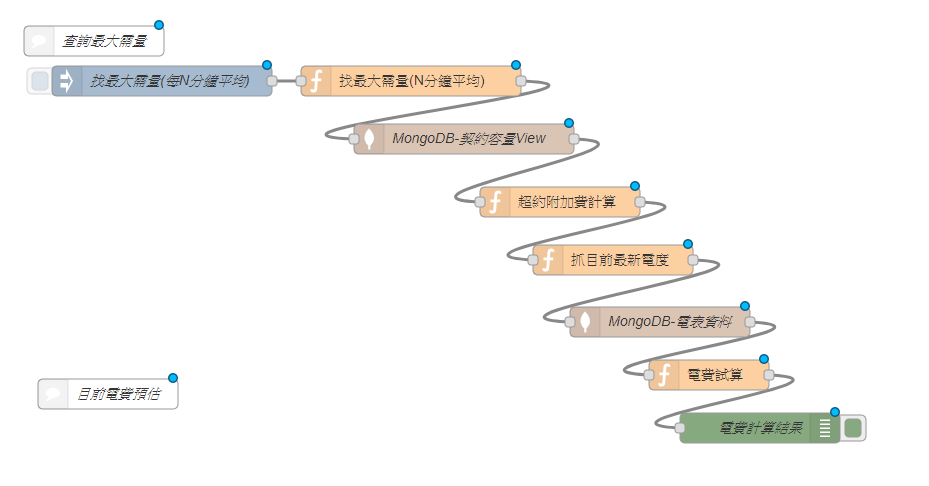 查詢最大需量
找最大需量(每N分鐘平均)
找最大需量(N分鐘平均)
MongoDB-契約容量View
超約附加費計算
抓目前最新電度
MongoDB-電表資料
電費試算
目前電費預估
電費計算結果